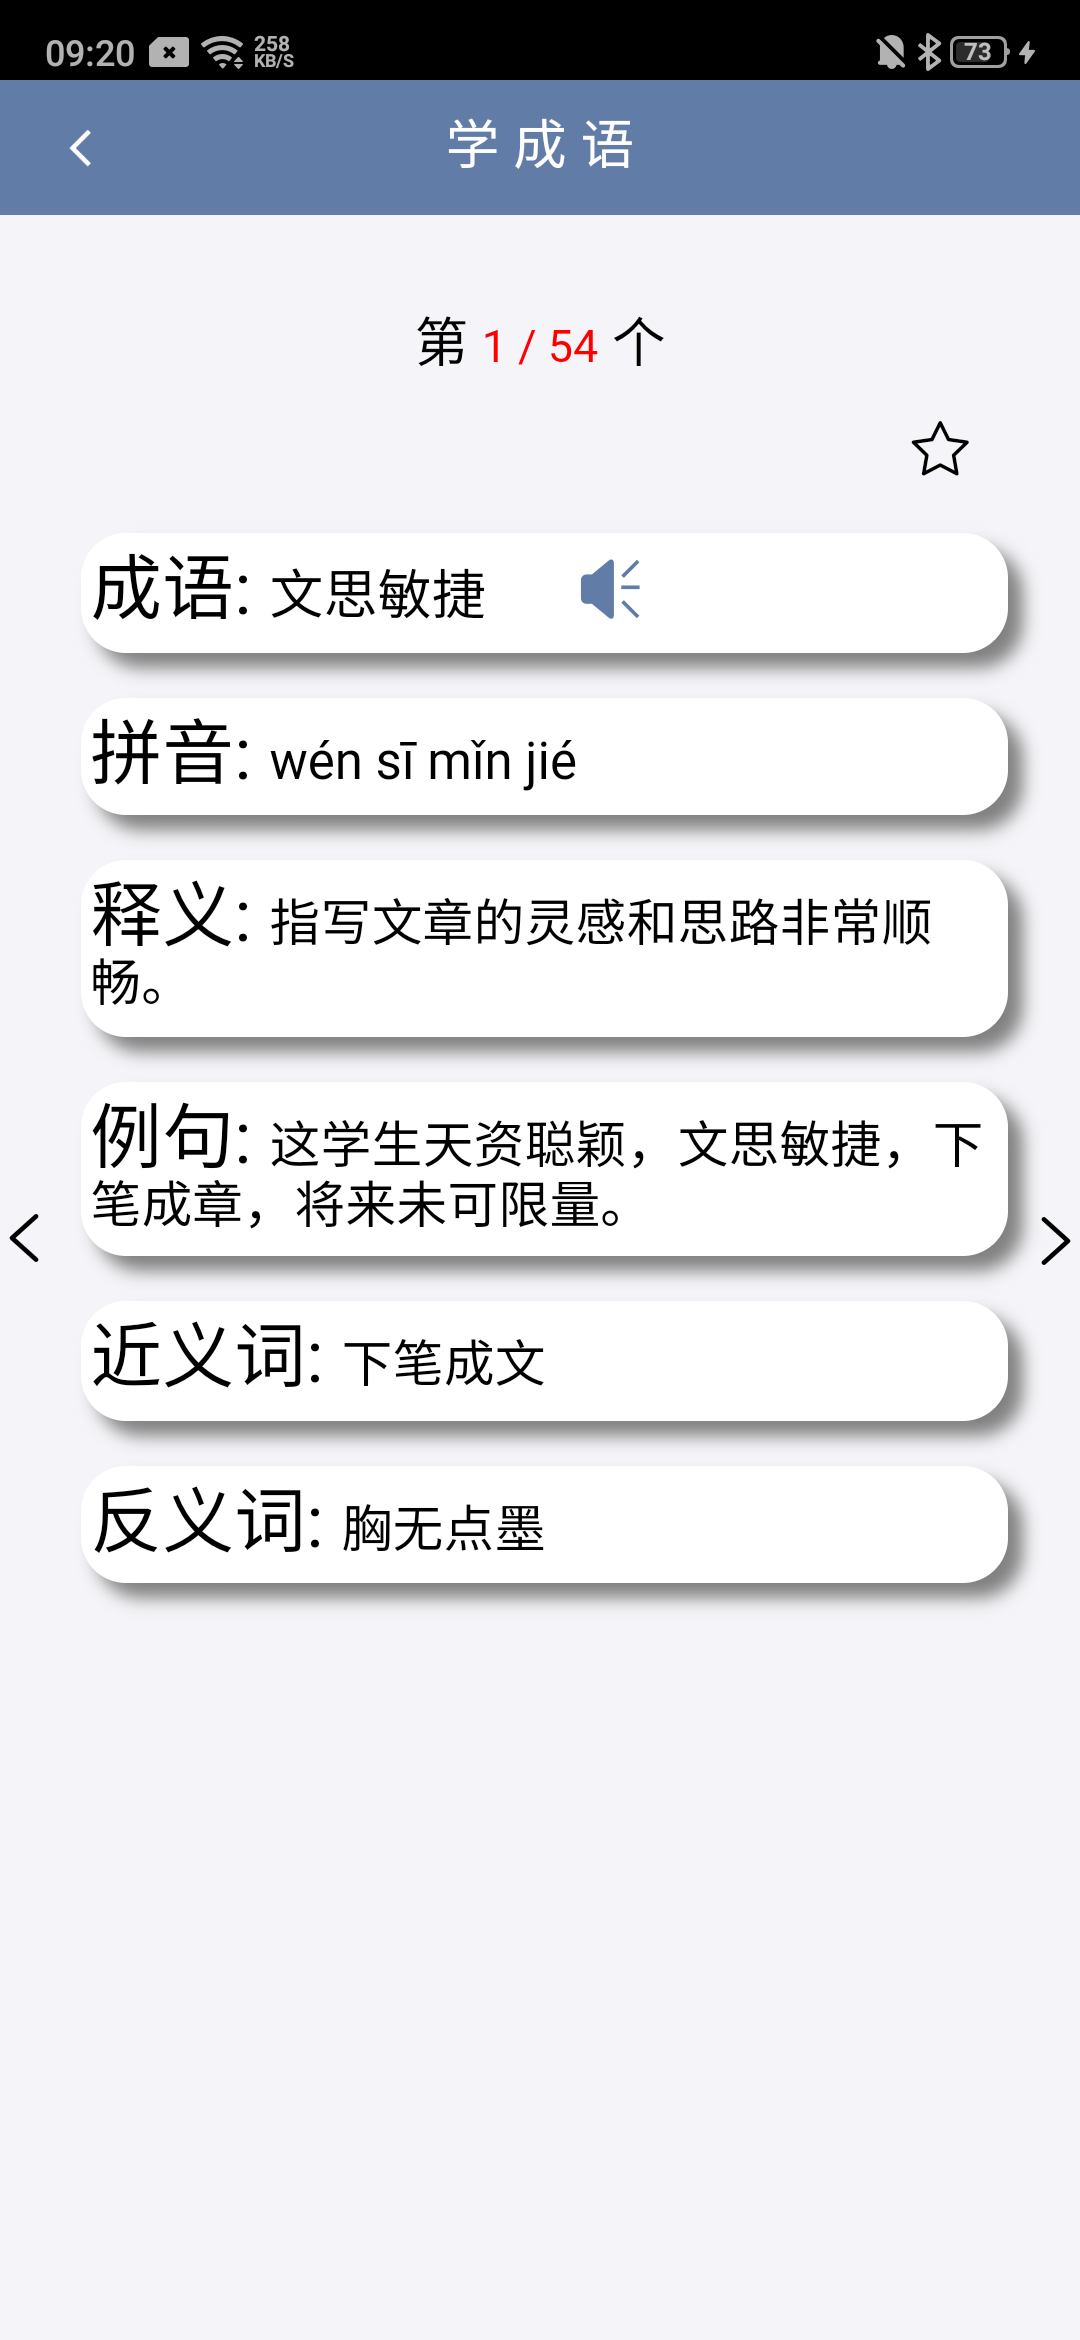 09:20 258 KB/S 73
学成语
第 1 / 54 个
成语: 文思敏捷
拼音: wén sī mǐn jié
释义: 指写文章的灵感和思路非常顺
畅。
例句: 这学生天资聪颖，文思敏捷，下
笔成章，将来未可限量。
近义词: 下笔成文
反义词: 胸无点墨